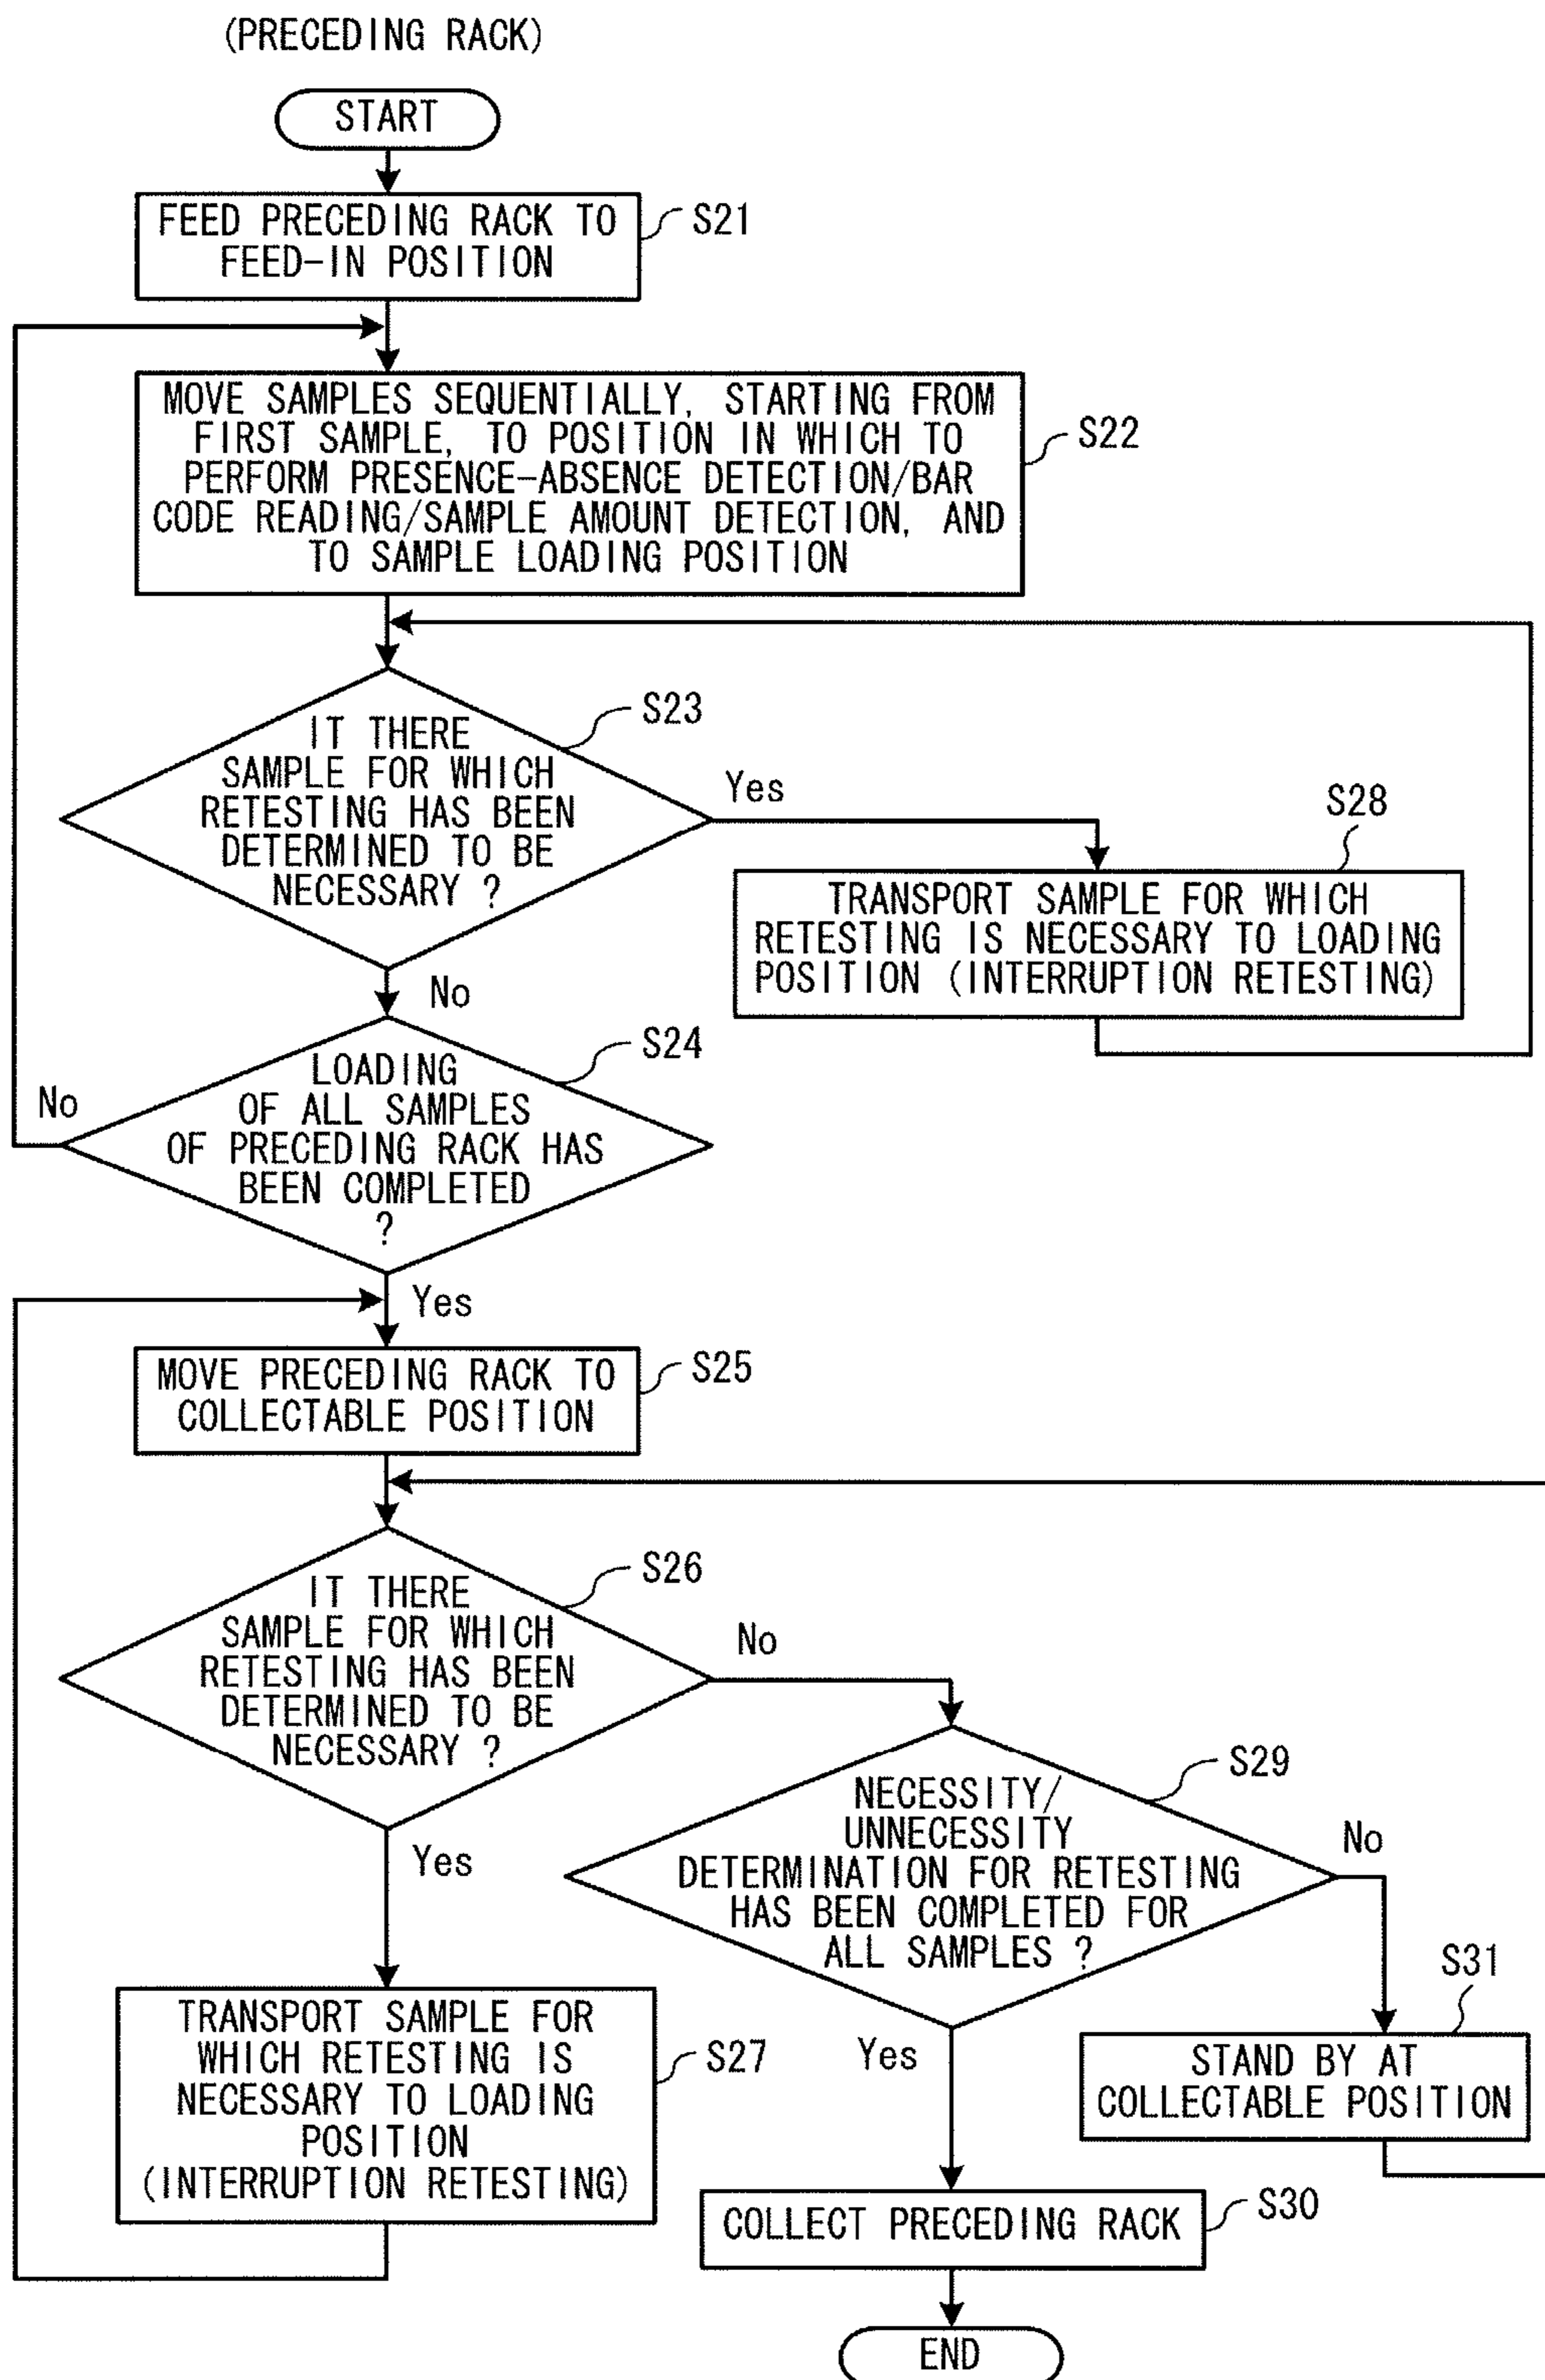 (PRECEDING RACK)
START
FEED PRECEDING RACK TO
FEED-IN POSITION
S21
MOVE SAMPLES SEQUENTIALLY, STARTING FROM
FIRST SAMPLE, TO POSITION IN WHICH TO
PERFORM PRESENCE-ABSENCE DETECTION/BAR
CODE READING/SAMPLE AMOUNT DETECTION, AND
TO SAMPLE LOADING POSITION
S22
IT THERE
SAMPLE FOR WHICH
RETESTING HAS BEEN
DETERMINED TO BE
NECESSARY ?
S23
Yes
No
S28
TRANSPORT SAMPLE FOR WHICH
RETESTING IS NECESSARY TO LOADING
POSITION (INTERRUPTION RETESTING)
LOADING
OF ALL SAMPLES
OF PRECEDING RACK HAS
BEEN COMPLETED
?
S24
No
Yes
MOVE PRECEDING RACK TO
COLLECTABLE POSITION
S25
IT THERE
SAMPLE FOR WHICH
RETESTING HAS BEEN
DETERMINED TO BE
NECESSARY ?
S26
No
Yes
NECESSITY/
UNNECESSITY
DETERMINATION FOR RETESTING
HAS BEEN COMPLETED FOR
ALL SAMPLES ?
S29
No
Yes
TRANSPORT SAMPLE FOR
WHICH RETESTING IS
NECESSARY TO LOADING
POSITION
(INTERRUPTION RETESTING)
S27
S31
STAND BY AT
COLLECTABLE POSITION
COLLECT PRECEDING RACK
S30
END